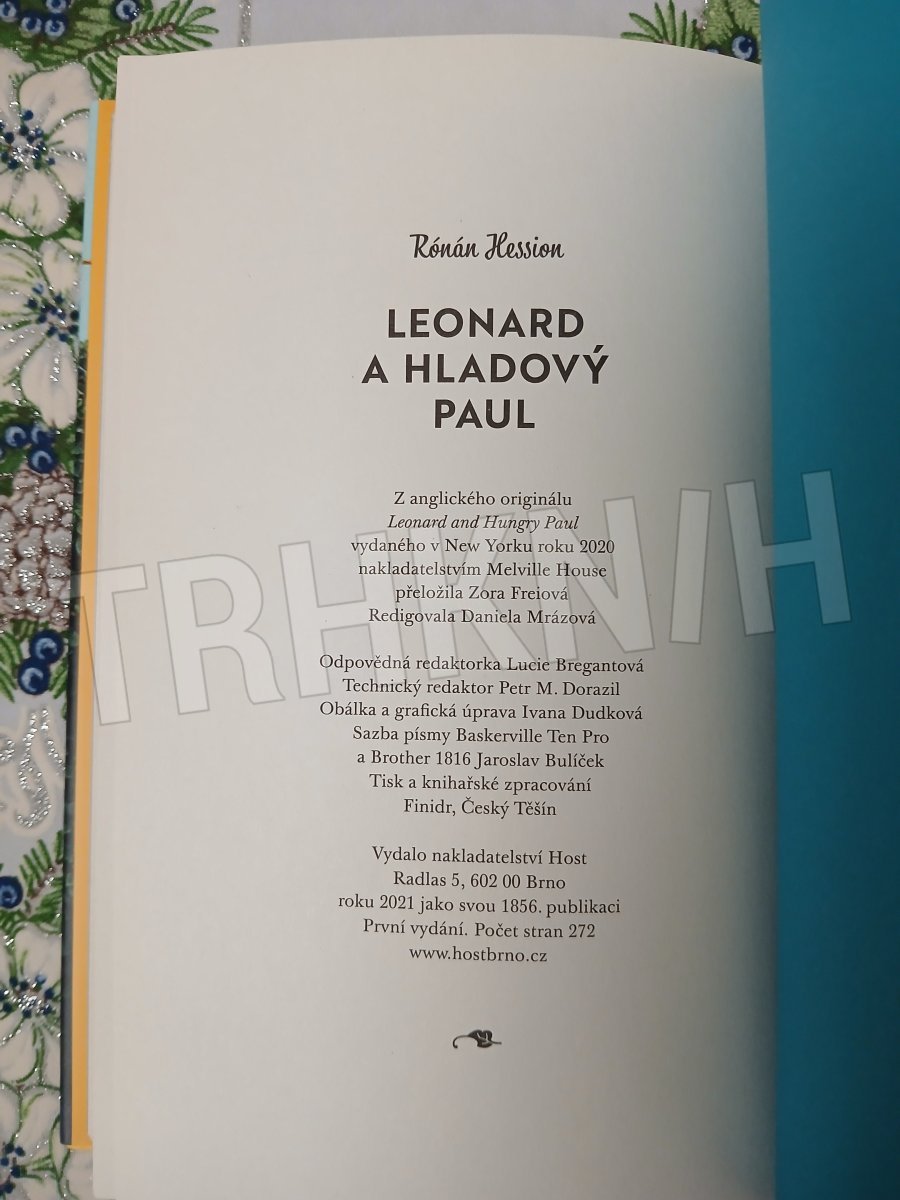 Rónán Hession
LEONARD
A HLADOVÝ
PAUL
Z anglického originálu
Leonard and Hungry Paul
vydaného v New Yorku roku 2020
nakladatelstvím Melville House
přeložila Zora Freiová
Redigovala Daniela Mrázová
Odpovědná redaktorka Lucie Bregantová
Technický redaktor Petr M. Dorazil
Obálka a grafická úprava Ivana Dudková
Sazba písmy Baskerville Ten Pro
a Brother 1816 Jaroslav Bulíček
Tisk a knihařské zpracování
Finidr, Český Těšín
Vydalo nakladatelství Host
Radlas 5, 602 00 Brno
roku 2021 jako svou 1856. publikaci
První vydání. Počet stran 272
www.hostbrno.cz
TRHKNIH